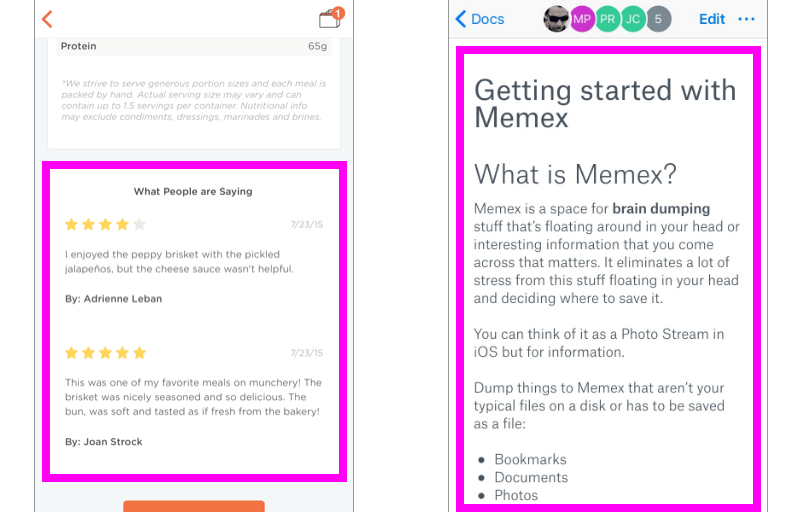 1
Protein 65g
*We strive to serve generous portion sizes and each meal is
packed by hand. Actual serving size may vary and can
contain up to 1.5 servings per container. Nutritional info
may exclude condiments, dressings, marinades and brines.
What People are Saying
7/23/15
I enjoyed the peppy brisket with the pickled
jalapeños, but the cheese sauce wasn't helpful.
By: Adrienne Leban
7/23/15
This was one of my favorite meals on munchery! The
brisket was nicely seasoned and so delicious. The
bun, was soft and tasted as if fresh from the bakery!
By: Joan Strock
Docs MP PR JC 5 Edit
Getting started with
Memex
What is Memex?
Memex is a space for brain dumping
stuff that's floating around in your head or
interesting information that you come
across that matters. It eliminates a lot of
stress from this stuff floating in your head
and deciding where to save it.
You can think of it as a Photo Stream in
iOS but for information.
Dump things to Memex that aren't your
typical files on a disk or has to be saved
as a file:
• Bookmarks
• Documents
• Photos